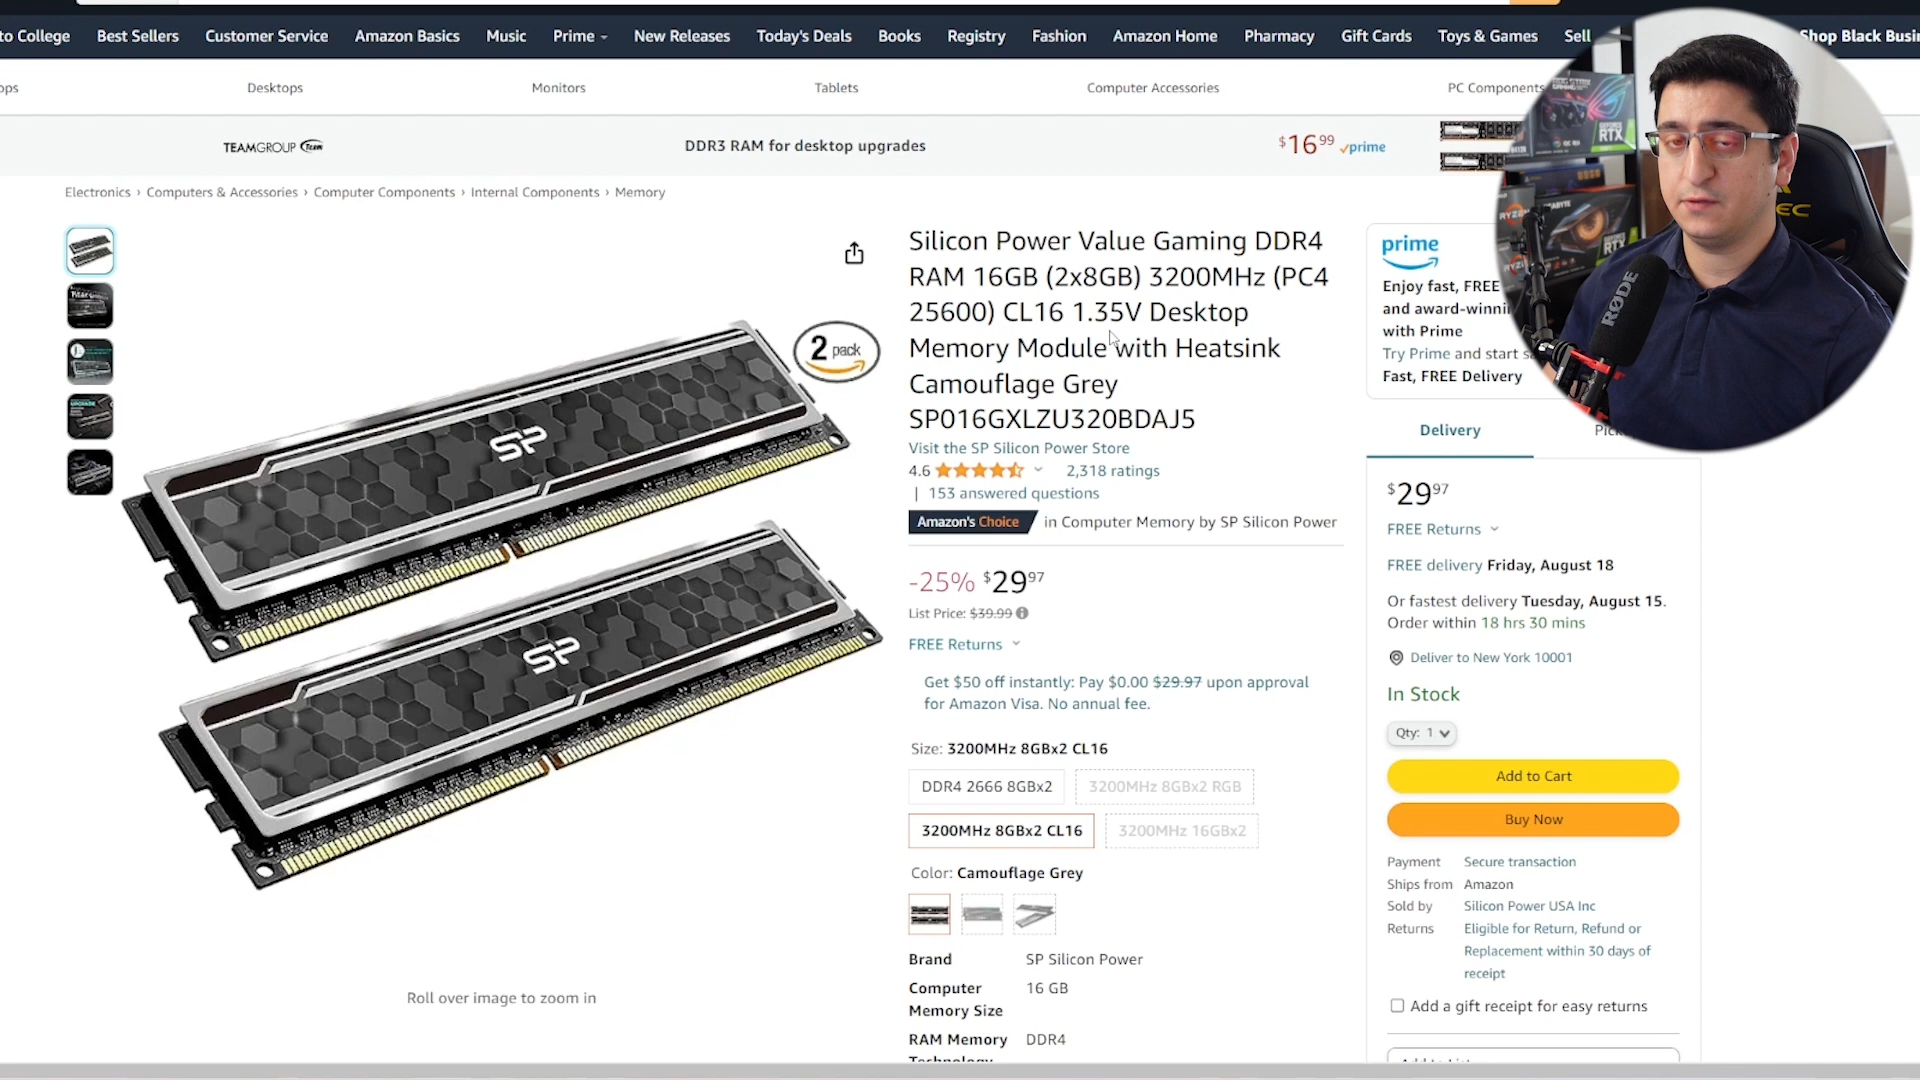 to College Best Sellers Customer Service Amazon Basics Music Prime New Releases Today's Deals Books Registry Fashion Amazon Home Pharmacy Gift Cards Toys & Games Sell Shop Black
Desktops Monitors Tablets Computer Accessories PC Components
TEAMGROUP Team DDR3 RAM for desktop upgrades $16 99 prime
Electronics › Computers & Accessories › Computer Components › Internal Components › Memory
Silicon Power Value Gaming DDR4
RAM 16GB (2x8GB) 3200MHz (PC4
25600) CL16 1.35V Desktop
Memory Module with Heatsink
Camouflage Grey
SP016GXLZU320BDAJ5
Visit the SP Silicon Power Store
4.6 2,318 ratings
| 153 answered questions
Amazon's Choice in Computer Memory by SP Silicon Power
-25% $29 97
List Price: $39.99
FREE Returns
Get $50 off instantly: Pay $0.00 $29.97 upon approval
for Amazon Visa. No annual fee.
Size: 3200MHz 8GBx2 CL16
DDR4 2666 8GBx2 3200MHz 8GBx2 RGB
3200MHz 8GBx2 CL16 3200MHz 16GBx2
Color: Camouflage Grey
Brand SP Silicon Power
Computer 16 GB
Memory Size
RAM Memory DDR4
Technology
2 pack
SP
SP
Roll over image to zoom in
prime
Enjoy fast, FREE
and award-winni
with Prime
Try Prime and start
Fast, FREE Delivery
Delivery
$29 97
FREE Returns
FREE delivery Friday, August 18
Or fastest delivery Tuesday, August 15.
Order within 18 hrs 30 mins
Deliver to New York 10001
In Stock
Qty: 1
Add to Cart
Buy Now
Payment Secure transaction
Ships from Amazon
Sold by Silicon Power USA Inc
Returns Eligible for Return, Refund or
Replacement within 30 days of
receipt
Add a gift receipt for easy returns
RØDE
RTX
RYZEN